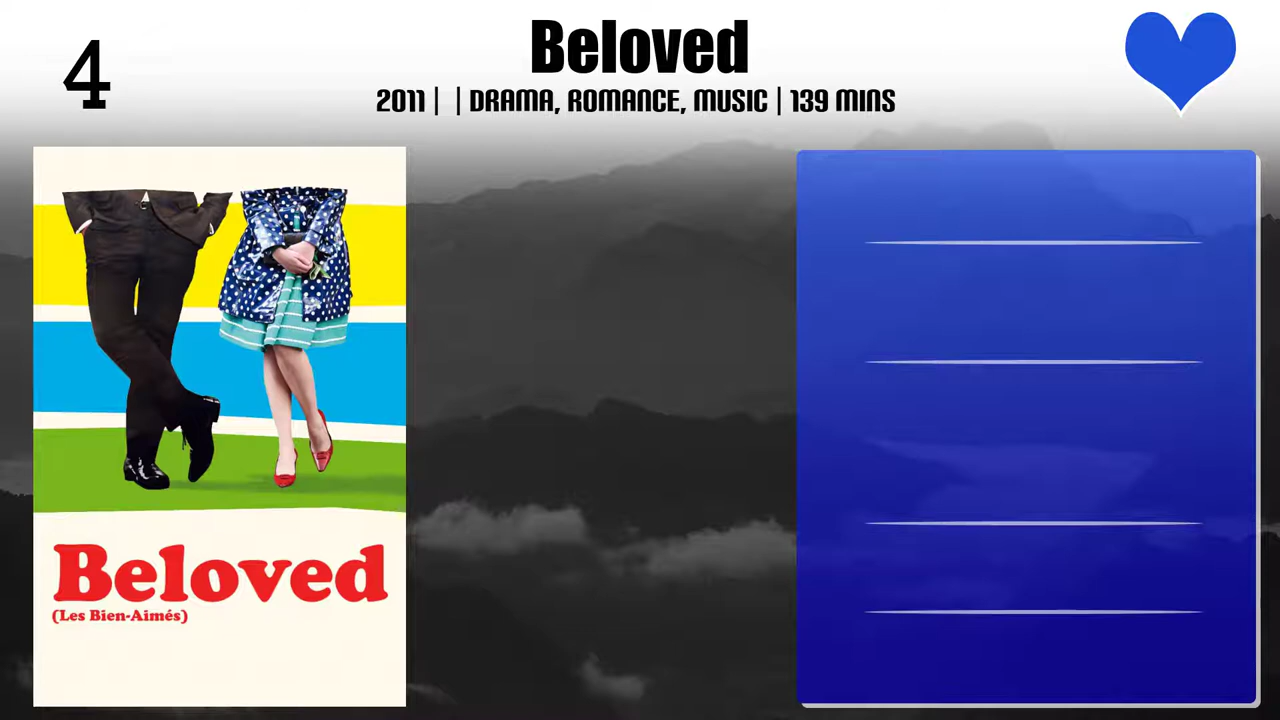 4
Beloved
2011 | | DRAMA, ROMANCE, MUSIC | 139 MINS
Beloved
(Les Bien-Aimés)